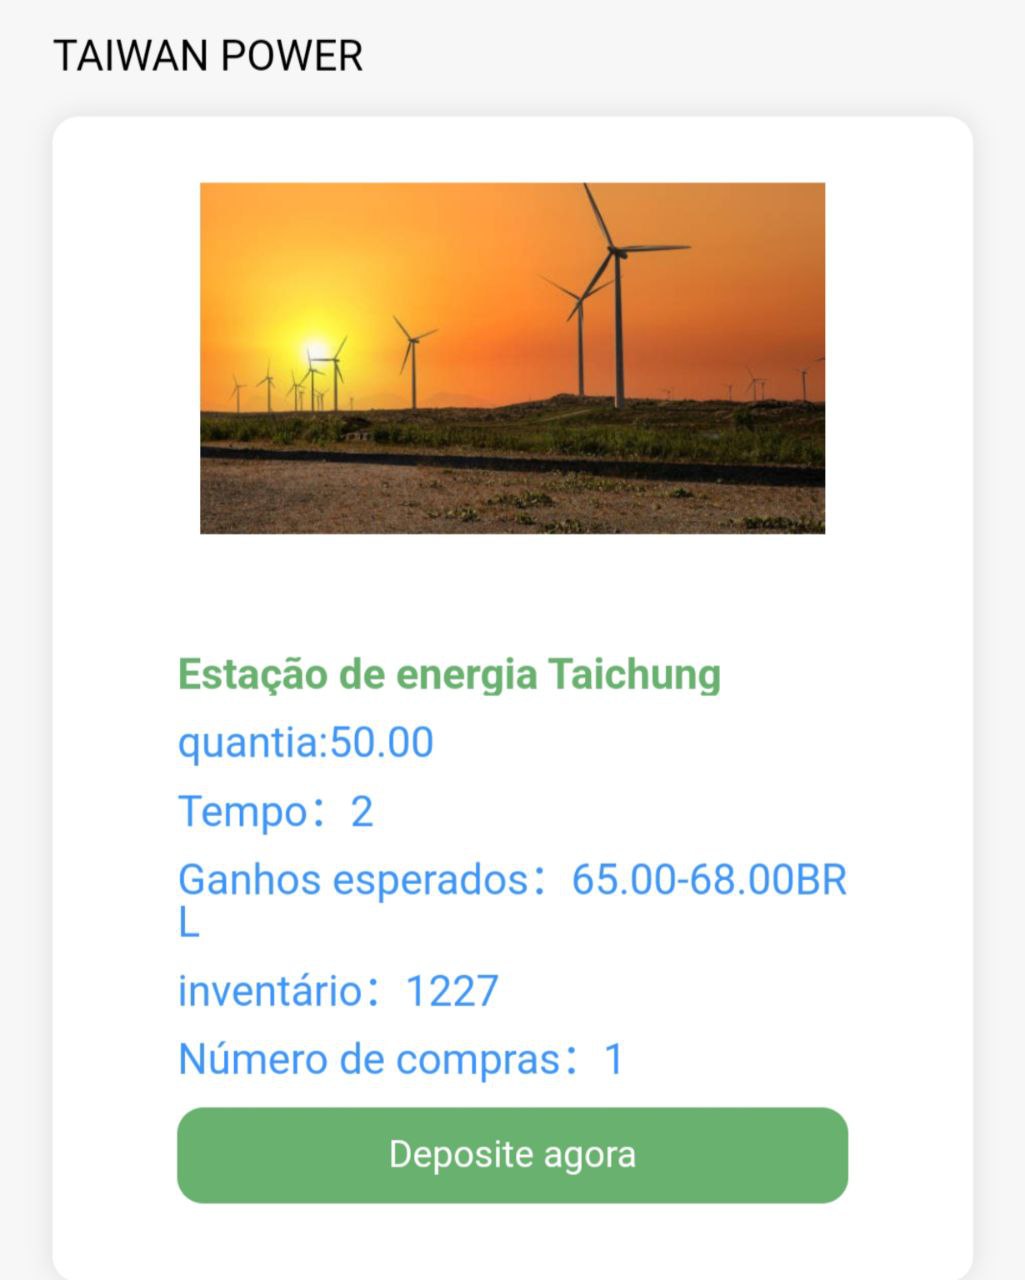 TAIWAN POWER
Estação de energia Taichung
quantia:50.00
Tempo：2
Ganhos esperados：65.00-68.00BR
L
inventário：1227
Número de compras：1
Deposite agora